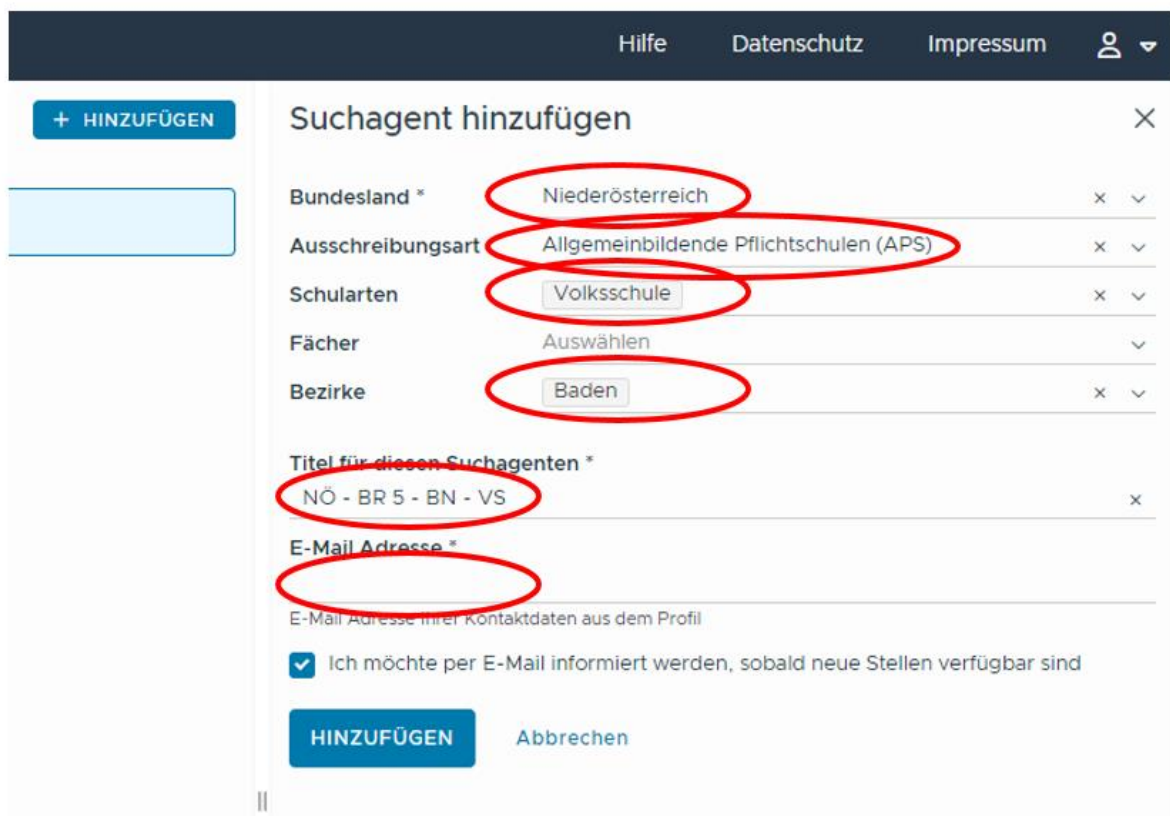 Hilfe Datenschutz Impressum
+ HINZUFÜGEN
Suchagent hinzufügen
Bundesland * Niederösterreich
Ausschreibungsart Allgemeinbildende Pflichtschulen (APS)
Schularten Volksschule
Fächer Auswählen
Bezirke Baden
Titel für diesen Suchagenten *
NÖ - BR 5 - BN - VS
E-Mail Adresse *
E-Mail Adresse Ihrer Kontaktdaten aus dem Profil
Ich möchte per E-Mail informiert werden, sobald neue Stellen verfügbar sind
HINZUFÜGEN Abbrechen